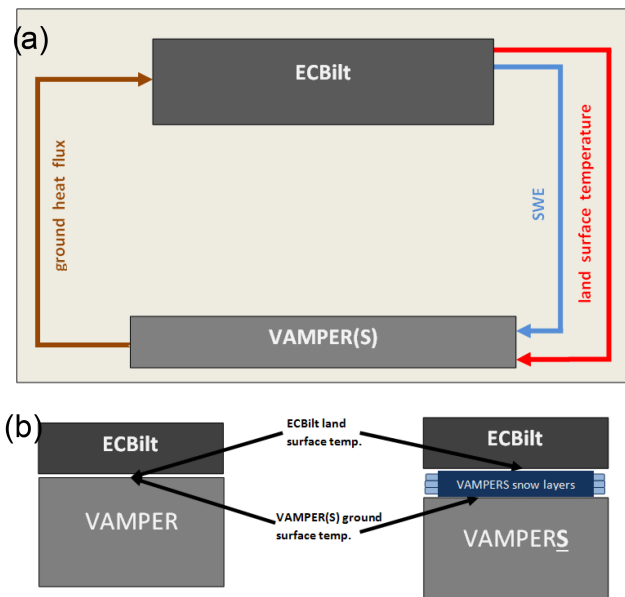 (a)
ECBilt
ground heat flux
SWE
land surface temperature
VAMPER(S)
(b)
ECBilt
ECBilt land
surface temp.
ECBilt
VAMPERS snow layers
VAMPER
VAMPER(S) ground
surface temp.
VAMPERS